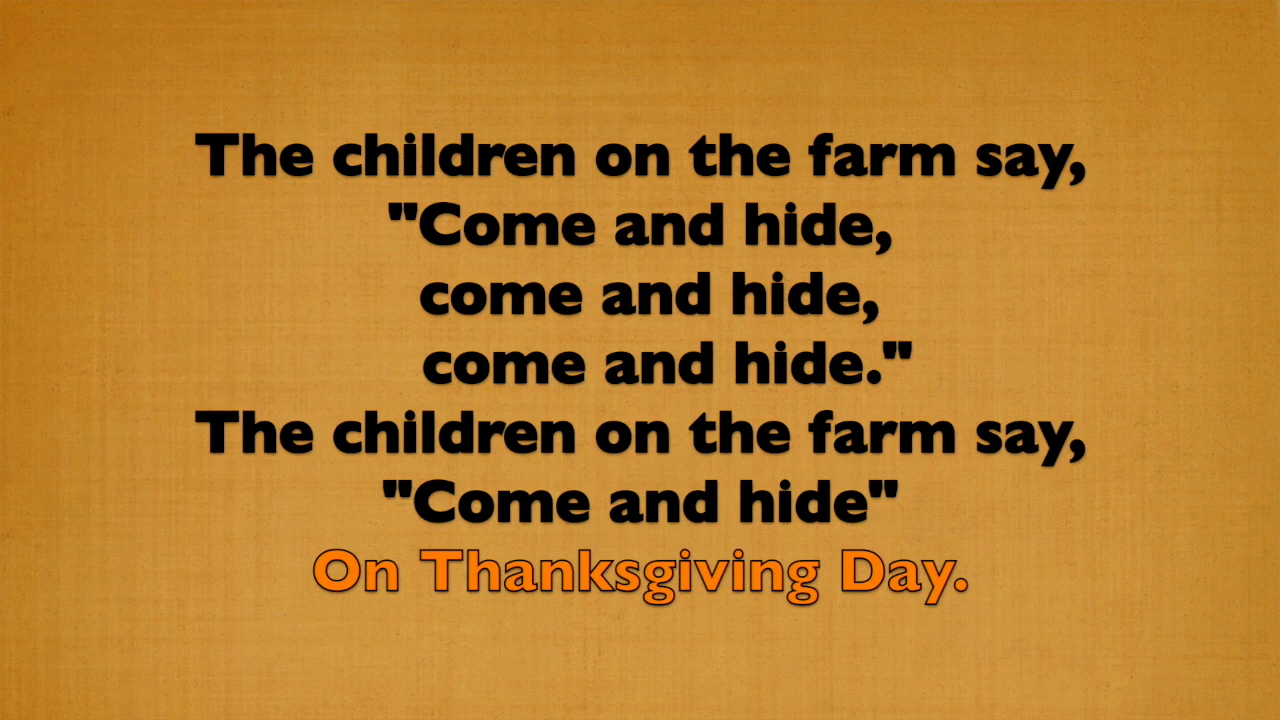 The children on the farm say,
"Come and hide,
come and hide,
come and hide."
The children on the farm say,
"Come and hide"
On Thanksgiving Day.